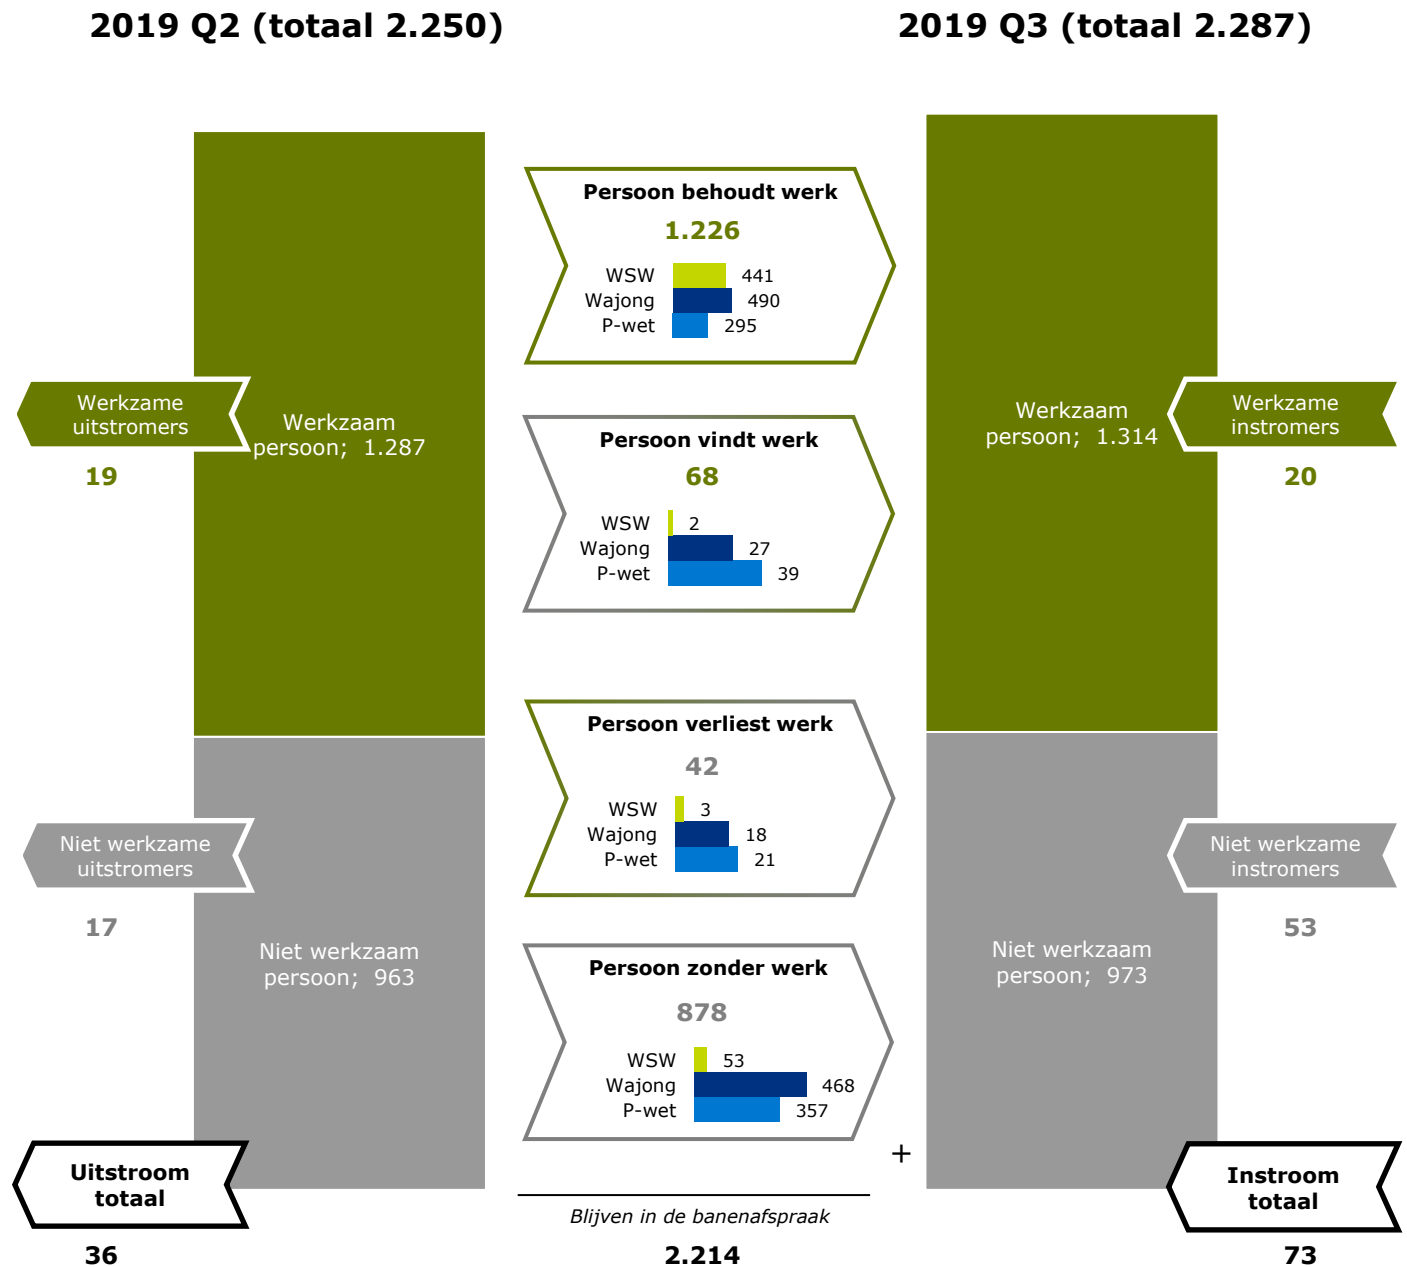 2019 Q2 (totaal 2.250)
2019 Q3 (totaal 2.287)
Werkzame
uitstromers
19
Werkzaam
persoon; 1.287
Niet werkzame
uitstromers
17
Niet werkzaam
persoon; 963
Uitstroom
totaal
36
Persoon behoudt werk
1.226
WSW 441
Wajong 490
P-wet 295
Persoon vindt werk
68
WSW 2
Wajong 27
P-wet 39
Persoon verliest werk
42
WSW 3
Wajong 18
P-wet 21
Persoon zonder werk
878
WSW 53
Wajong 468
P-wet 357
+
Blijven in de banenafspraak
2.214
Werkzaam
persoon; 1.314
Werkzame
instromers
20
Niet werkzame
instromers
53
Niet werkzaam
persoon; 973
Instroom
totaal
73